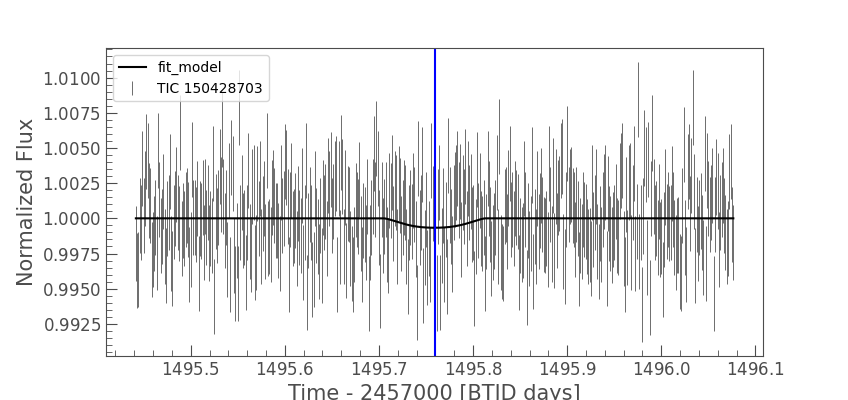 fit_model
TIC 150428703
1.0100
1.0075
1.0050
1.0025
1.0000
0.9975
0.9950
0.9925
Normalized Flux
1495.5 1495.6 1495.7 1495.8 1495.9 1496.0 1496.1
Time - 2457000 [BTJD days]